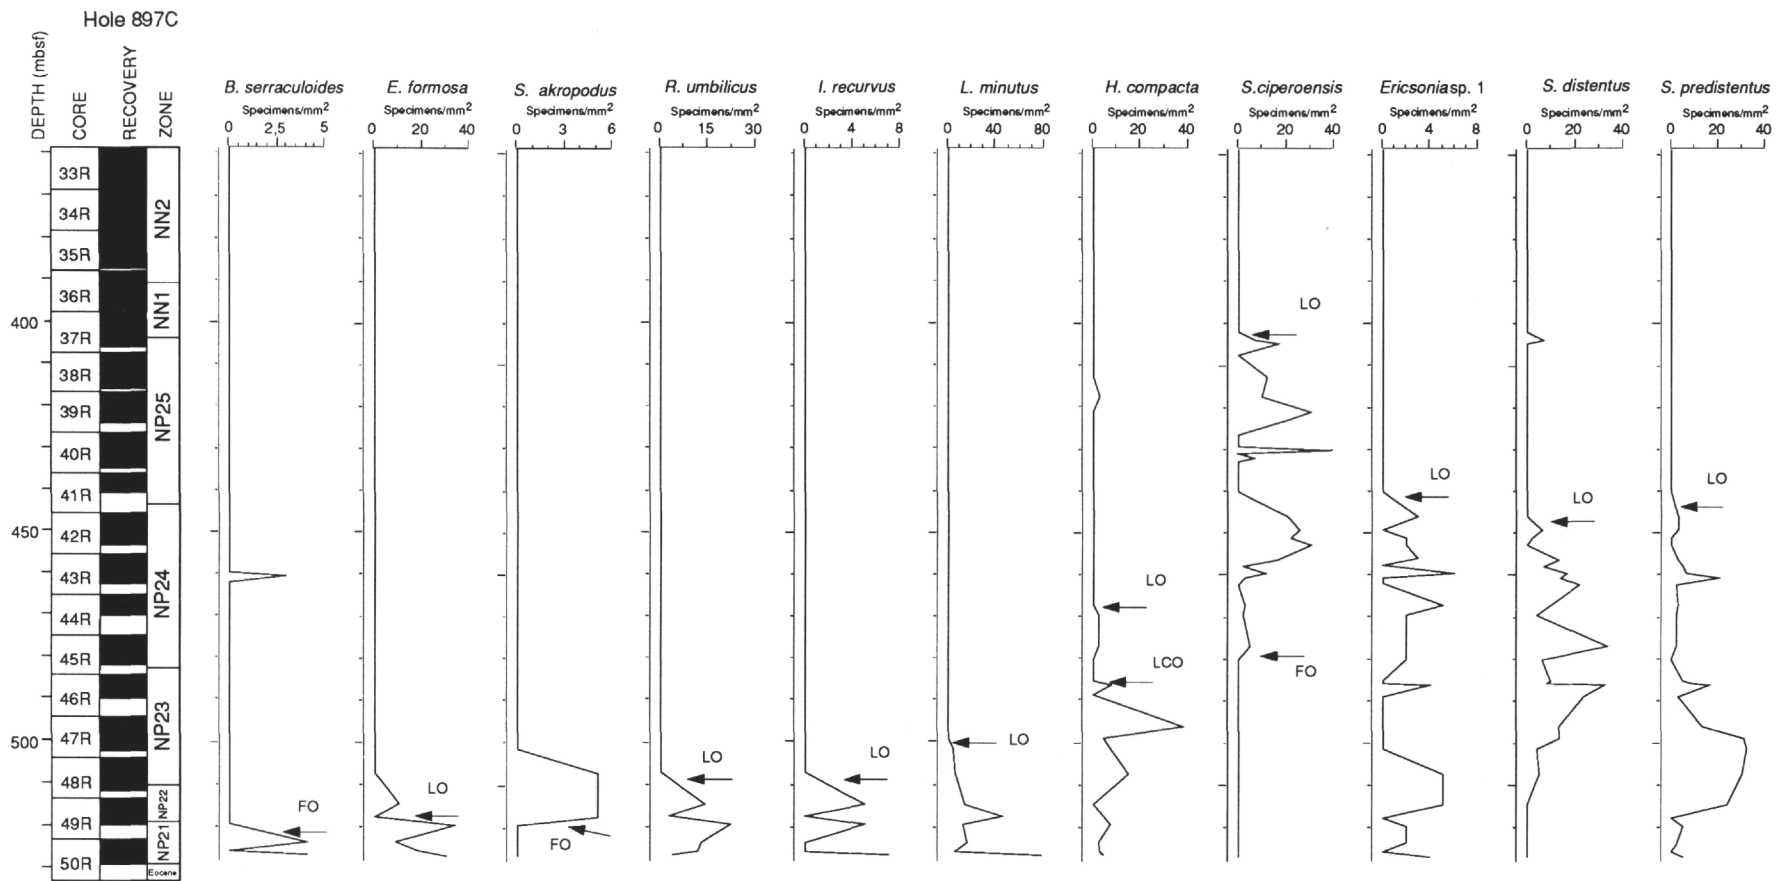 Hole 897C
DEPTH (mbsf)
CORE
RECOVERY
ZONE
B. serraculoides
E. formosa
S. akropodus
R. umbilicus
I. recurvus
L. minutus
H. compacta
S.ciperoensis
Ericsonia sp. 1
S. distentus
S. predistentus
Specimens/mm2
Specimens/mm2
Specimens/mm2
Specimens/mm2
Specimens/mm2
Specimens/mm2
Specimens/mm2
Specimens/mm2
Specimens/mm2
Specimens/mm2
Specimens/mm2
0 2,5 5
0 20 40
0 3 6
0 15 30
0 4 8
0 40 80
0 20 40
0 20 40
0 4 8
0 20 40
0 20 40
33R
34R
35R
36R
37R
38R
39R
40R
41R
42R
43R
44R
45R
46R
47R
48R
49R
50R
400
450
500
NN2
NN1
NP25
NP24
NP23
NP22
NP21
Eocene
FO
LO
FO
LO
LO
LO
LO
LCO
LO
FO
LO
LO
LO